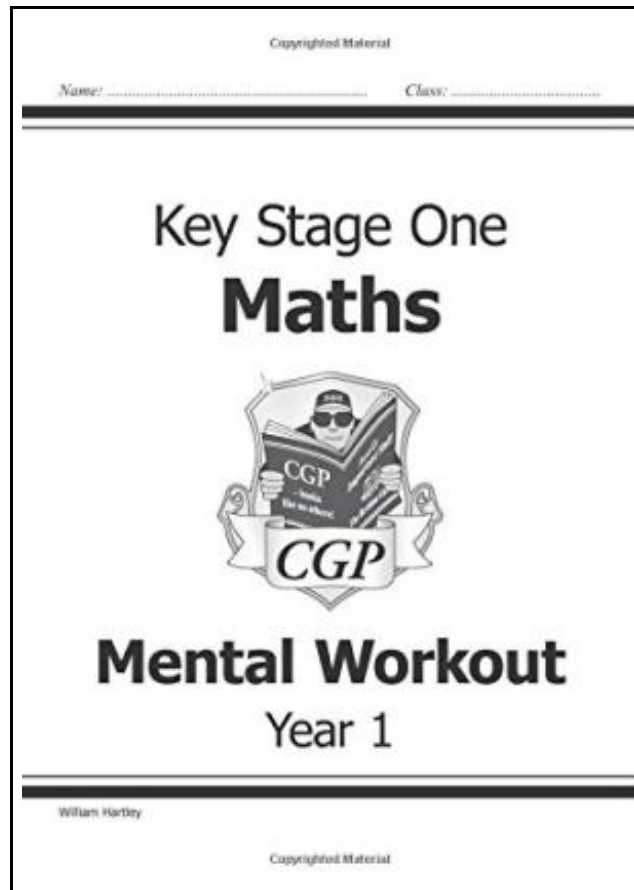 Copyrighted Material
Name: ........................................................ Class: ................................
Key Stage One
Maths
CGP
CGP
Mental Workout
Year 1
William Hartley
Copyrighted Material